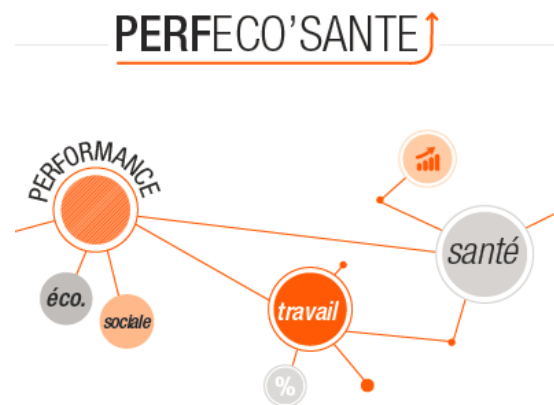 PERFECO'SANTE
PERFORMANCE
santé
éco.
sociale
travail
%